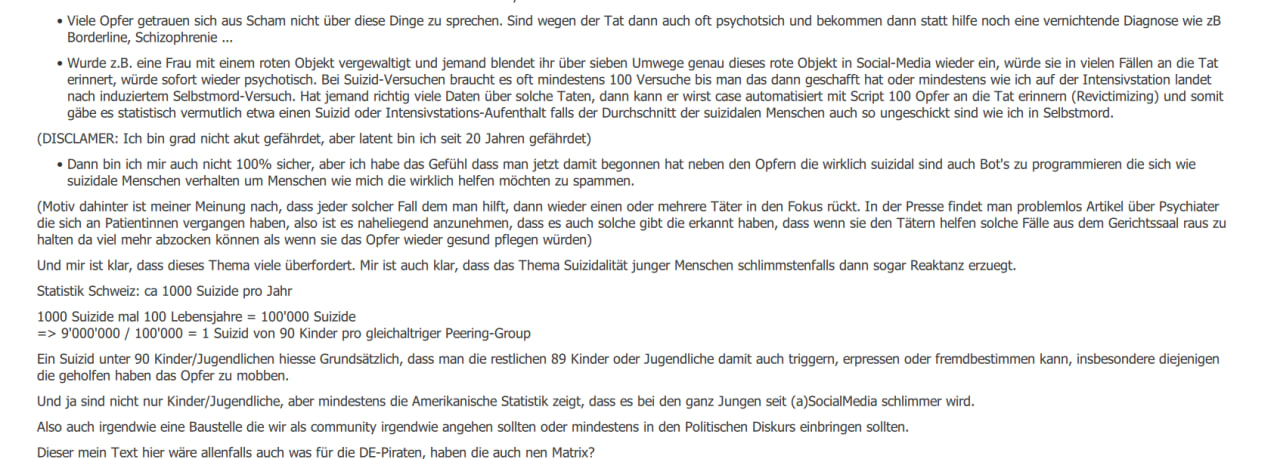 • Viele Opfer getrauen sich aus Scham nicht über diese Dinge zu sprechen. Sind wegen der Tat dann auch oft psychotsich und bekommen dann statt hilfe noch eine vernichtende Diagnose wie zB
Borderline, Schizophrenie ...
• Wurde z.B. eine Frau mit einem roten Objekt vergewaltigt und jemand blendet ihr über sieben Umwege genau dieses rote Objekt in Social-Media wieder ein, würde sie in vielen Fällen an die Tat
erinnert, würde sofort wieder psychotisch. Bei Suizid-Versuchen braucht es oft mindestens 100 Versuche bis man das dann geschafft hat oder mindestens wie ich auf der Intensivstation landet
nach induziertem Selbstmord-Versuch. Hat jemand richtig viele Daten über solche Taten, dann kann er wirst case automatisiert mit Script 100 Opfer an die Tat erinnern (Revictimizing) und somit
gäbe es statistisch vermutlich etwa einen Suizid oder Intensivstations-Aufenthalt falls der Durchschnitt der suizidalen Menschen auch so ungeschickt sind wie ich in Selbstmord.
(DISCLAMER: Ich bin grad nicht akut gefährdet, aber latent bin ich seit 20 Jahren gefährdet)
• Dann bin ich mir auch nicht 100% sicher, aber ich habe das Gefühl dass man jetzt damit begonnen hat neben den Opfern die wirklich suizidal sind auch Bot's zu programmieren die sich wie
suizidale Menschen verhalten um Menschen wie mich die wirklich helfen möchten zu spammen.
(Motiv dahinter ist meiner Meinung nach, dass jeder solcher Fall dem man hilft, dann wieder einen oder mehrere Täter in den Fokus rückt. In der Presse findet man problemlos Artikel über Psychiater
die sich an Patientinnen vergangen haben, also ist es naheliegend anzunehmen, dass es auch solche gibt die erkannt haben, dass wenn sie den Tätern helfen solche Fälle aus dem Gerichtssaal raus zu
halten da viel mehr abzocken können als wenn sie das Opfer wieder gesund pflegen würden)
Und mir ist klar, dass dieses Thema viele überfordert. Mir ist auch klar, dass das Thema Suizidalität junger Menschen schlimmstenfalls dann sogar Reaktanz erzuegt.
Statistik Schweiz: ca 1000 Suizide pro Jahr
1000 Suizide mal 100 Lebensjahre = 100'000 Suizide
=> 9'000'000 / 100'000 = 1 Suizid von 90 Kinder pro gleichaltriger Peering-Group
Ein Suizid unter 90 Kinder/Jugendlichen hiesse Grundsätzlich, dass man die restlichen 89 Kinder oder Jugendliche damit auch triggern, erpressen oder fremdbestimmen kann, insbesondere diejenigen
die geholfen haben das Opfer zu mobben.
Und ja sind nicht nur Kinder/Jugendliche, aber mindestens die Amerikanische Statistik zeigt, dass es bei den ganz Jungen seit (a)SocialMedia schlimmer wird.
Also auch irgendwie eine Baustelle die wir als community irgendwie angehen sollten oder mindestens in den Politischen Diskurs einbringen sollten.
Dieser mein Text hier wäre allenfalls auch was für die DE-Piraten, haben die auch nen Matrix?